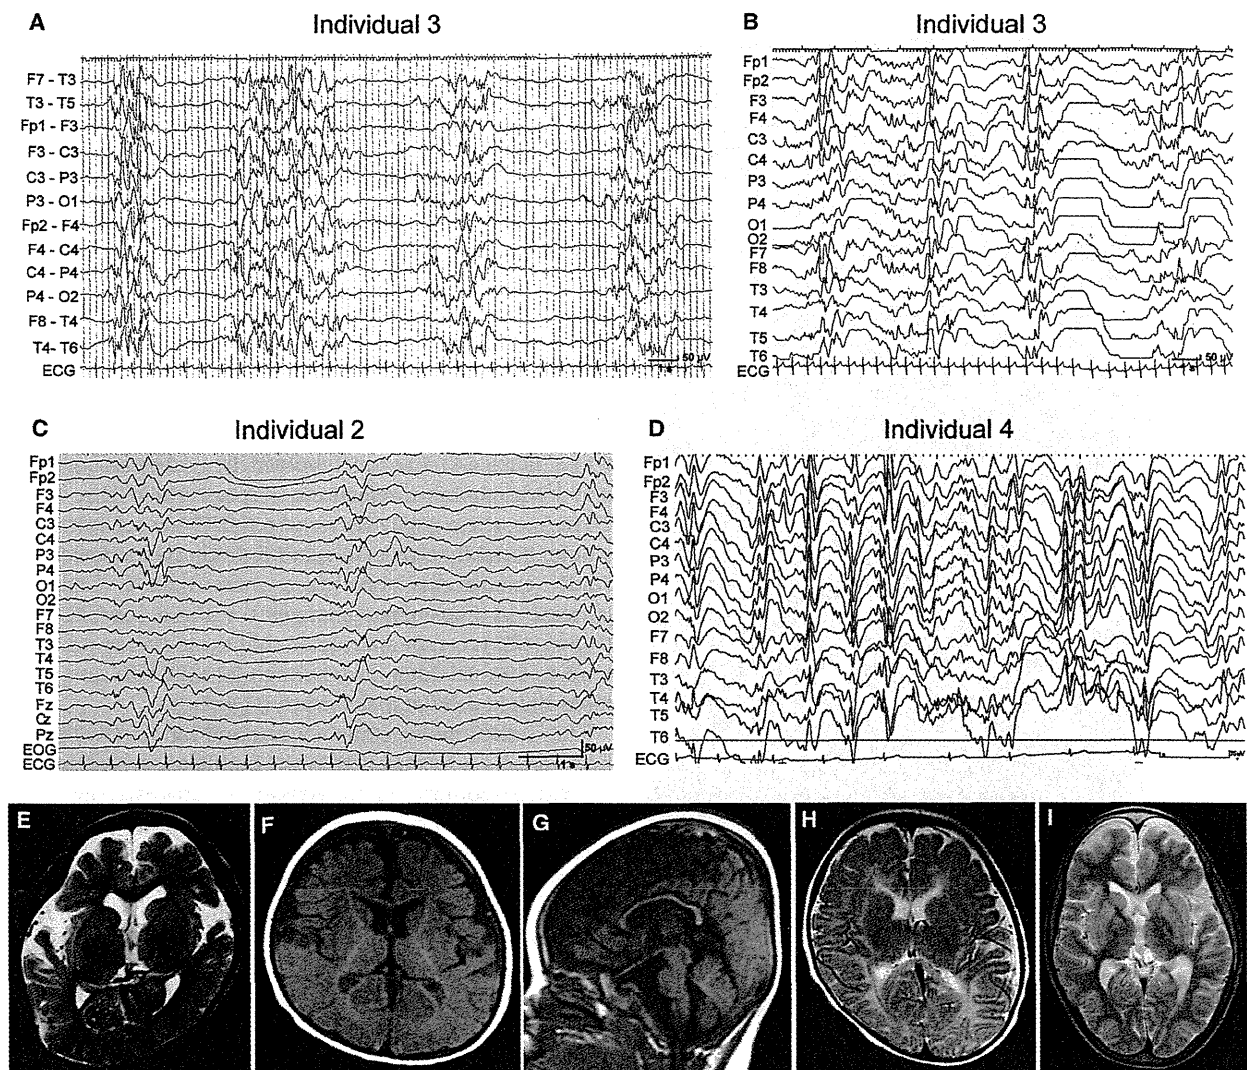 A Individual 3
F7 - T3
T3 - T5
Fp1 - F3
F3 - C3
C3 - P3
P3 - O1
Fp2 - F4
F4 - C4
C4 - P4
P4 - O2
F8 - T4
T4- T6
ECG
50 µV
1 s
B Individual 3
Fp1
Fp2
F3
F4
C3
C4
P3
P4
O1
O2
F7
F8
T3
T4
T5
T6
ECG
50 µV
C Individual 2
Fp1
Fp2
F3
F4
C3
C4
P3
P4
O1
O2
F7
F8
T3
T4
T5
T6
Fz
Cz
Pz
EOG
ECG
50 µV
1 s
D Individual 4
Fp1
Fp2
F3
F4
C3
C4
P3
P4
O1
O2
F7
F8
T3
T4
T5
T6
ECG
E F G H I